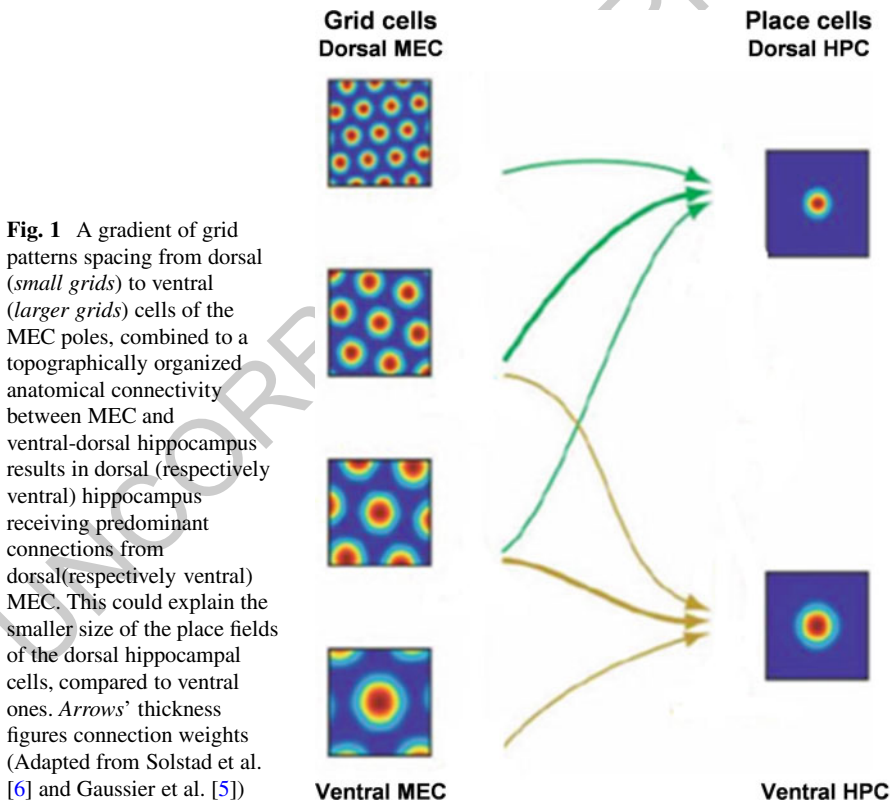 Grid cells
Dorsal MEC
Place cells
Dorsal HPC
Fig. 1 A gradient of grid
patterns spacing from dorsal
(small grids) to ventral
(larger grids) cells of the
MEC poles, combined to a
topographically organized
anatomical connectivity
between MEC and
ventral-dorsal hippocampus
results in dorsal (respectively
ventral) hippocampus
receiving predominant
connections from
dorsal(respectively ventral)
MEC. This could explain the
smaller size of the place fields
of the dorsal hippocampal
cells, compared to ventral
ones. Arrows’ thickness
figures connection weights
(Adapted from Solstad et al.
[6] and Gaussier et al. [5])
Ventral MEC
Ventral HPC
UNCORR